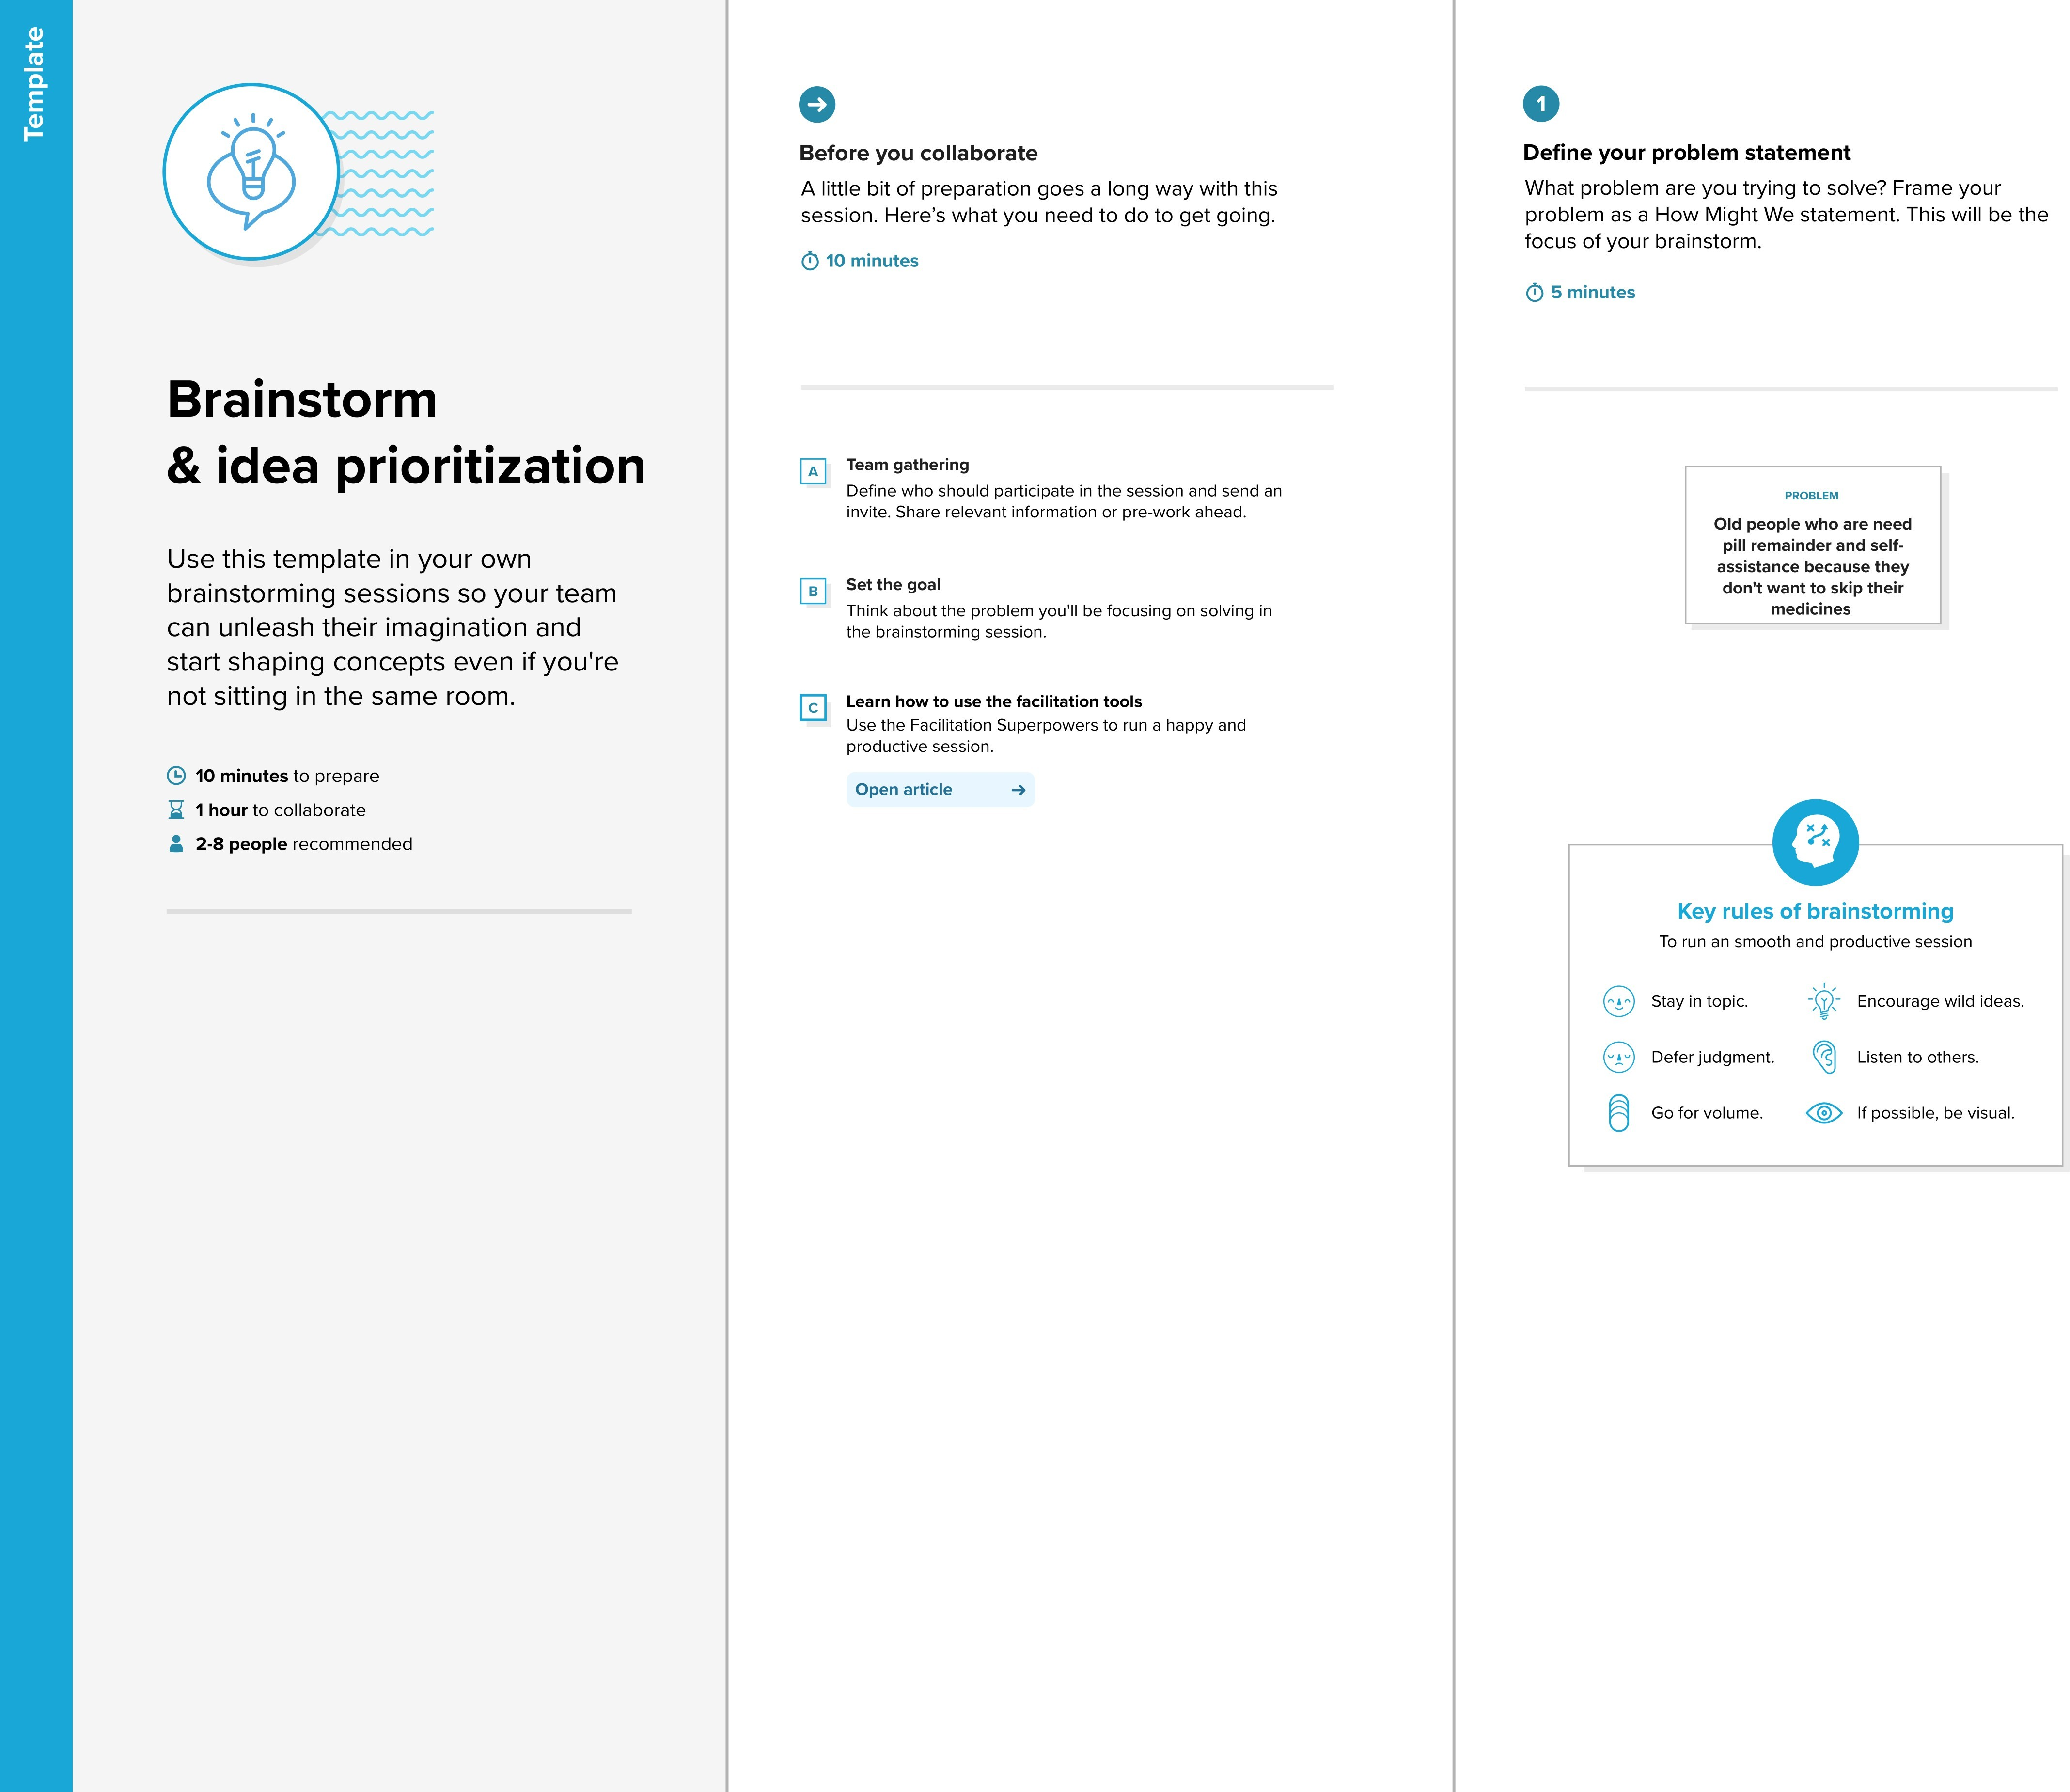 Template
Brainstorm
& idea prioritization
Use this template in your own
brainstorming sessions so your team
can unleash their imagination and
start shaping concepts even if you're
not sitting in the same room.
10 minutes to prepare
1 hour to collaborate
2-8 people recommended
Before you collaborate
A little bit of preparation goes a long way with this
session. Here’s what you need to do to get going.
10 minutes
A
Team gathering
Define who should participate in the session and send an
invite. Share relevant information or pre-work ahead.
B
Set the goal
Think about the problem you'll be focusing on solving in
the brainstorming session.
C
Learn how to use the facilitation tools
Use the Facilitation Superpowers to run a happy and
productive session.
Open article
1
Define your problem statement
What problem are you trying to solve? Frame your
problem as a How Might We statement. This will be the
focus of your brainstorm.
5 minutes
PROBLEM
Old people who are need
pill remainder and self-
assistance because they
don't want to skip their
medicines
Key rules of brainstorming
To run an smooth and productive session
Stay in topic.
Encourage wild ideas.
Defer judgment.
Listen to others.
Go for volume.
If possible, be visual.